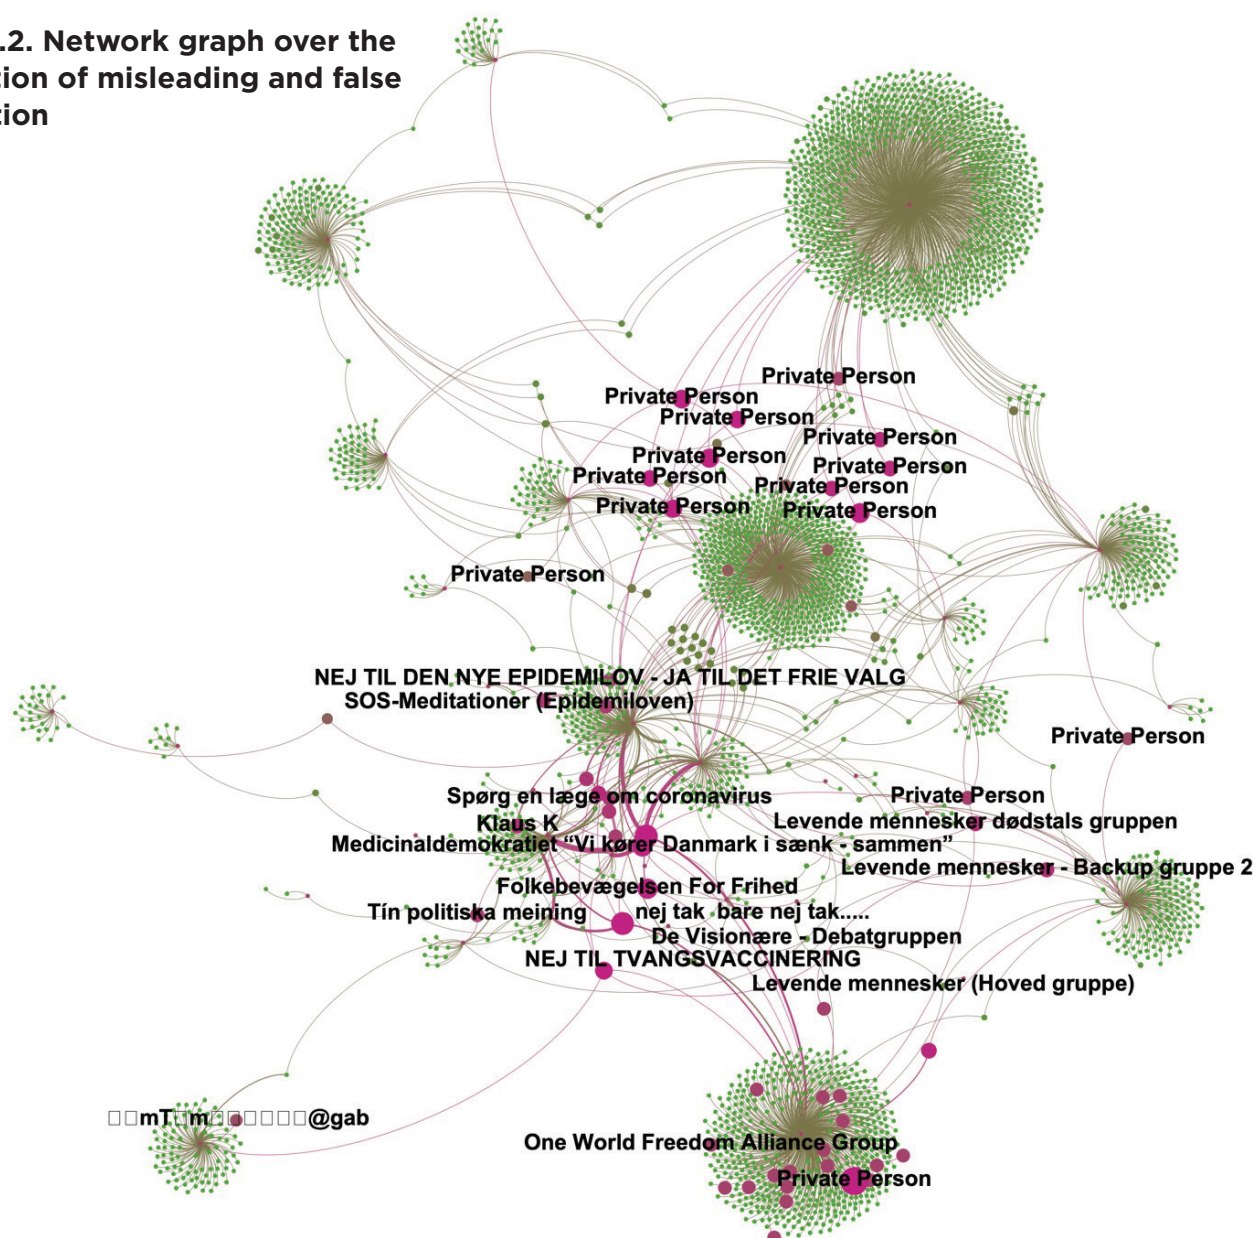 .2. Network graph over the
tion of misleading and false
tion
Private Person
Private Person
Private Person
Private Person
Private Person
Private Person
Private Person
Private Person
Private Person
Private Person
Private Person
NEJ TIL DEN NYE EPIDEMILOV - JA TIL DET FRIE VALG
SOS-Meditationer (Epidemiloven)
Private Person
Spørg en læge om coronavirus
Private Person
Klaus K
Levende mennesker dødstals gruppen
Medicinaldemokratiet “Vi kører Danmark i sænk - sammen”
Levende mennesker - Backup gruppe 2
Folkebevægelsen For Frihed
Tín politiska meining
nej tak bare nej tak.....
De Visionære - Debatgruppen
NEJ TIL TVANGSVACCINERING
Levende mennesker (Hoved gruppe)
□□mT□m□□□□□□@gab
One World Freedom Alliance Group
Private Person